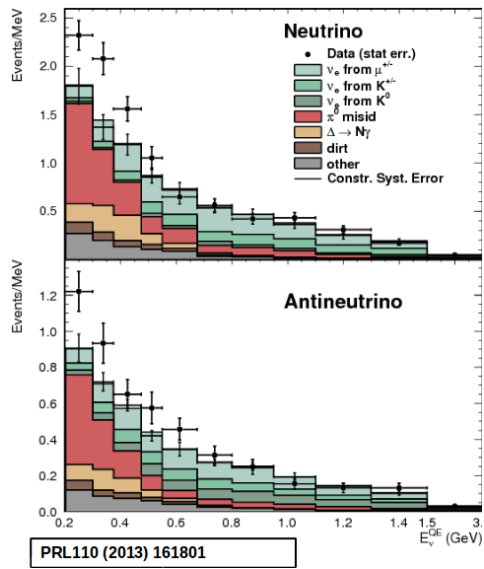 Events/MeV
2.5
2.0
1.5
1.0
0.5
Neutrino
Data (stat err.)
νe from μ+/-
νe from K+/-
νe from K0
π0 misid
Δ → Nγ
dirt
other
Constr. Syst. Error
Events/MeV
1.2
1.0
0.8
0.6
0.4
0.2
0.0
Antineutrino
0.2 0.4 0.6 0.8 1.0 1.2 1.4 1.5 3.
EνQE (GeV)
PRL110 (2013) 161801